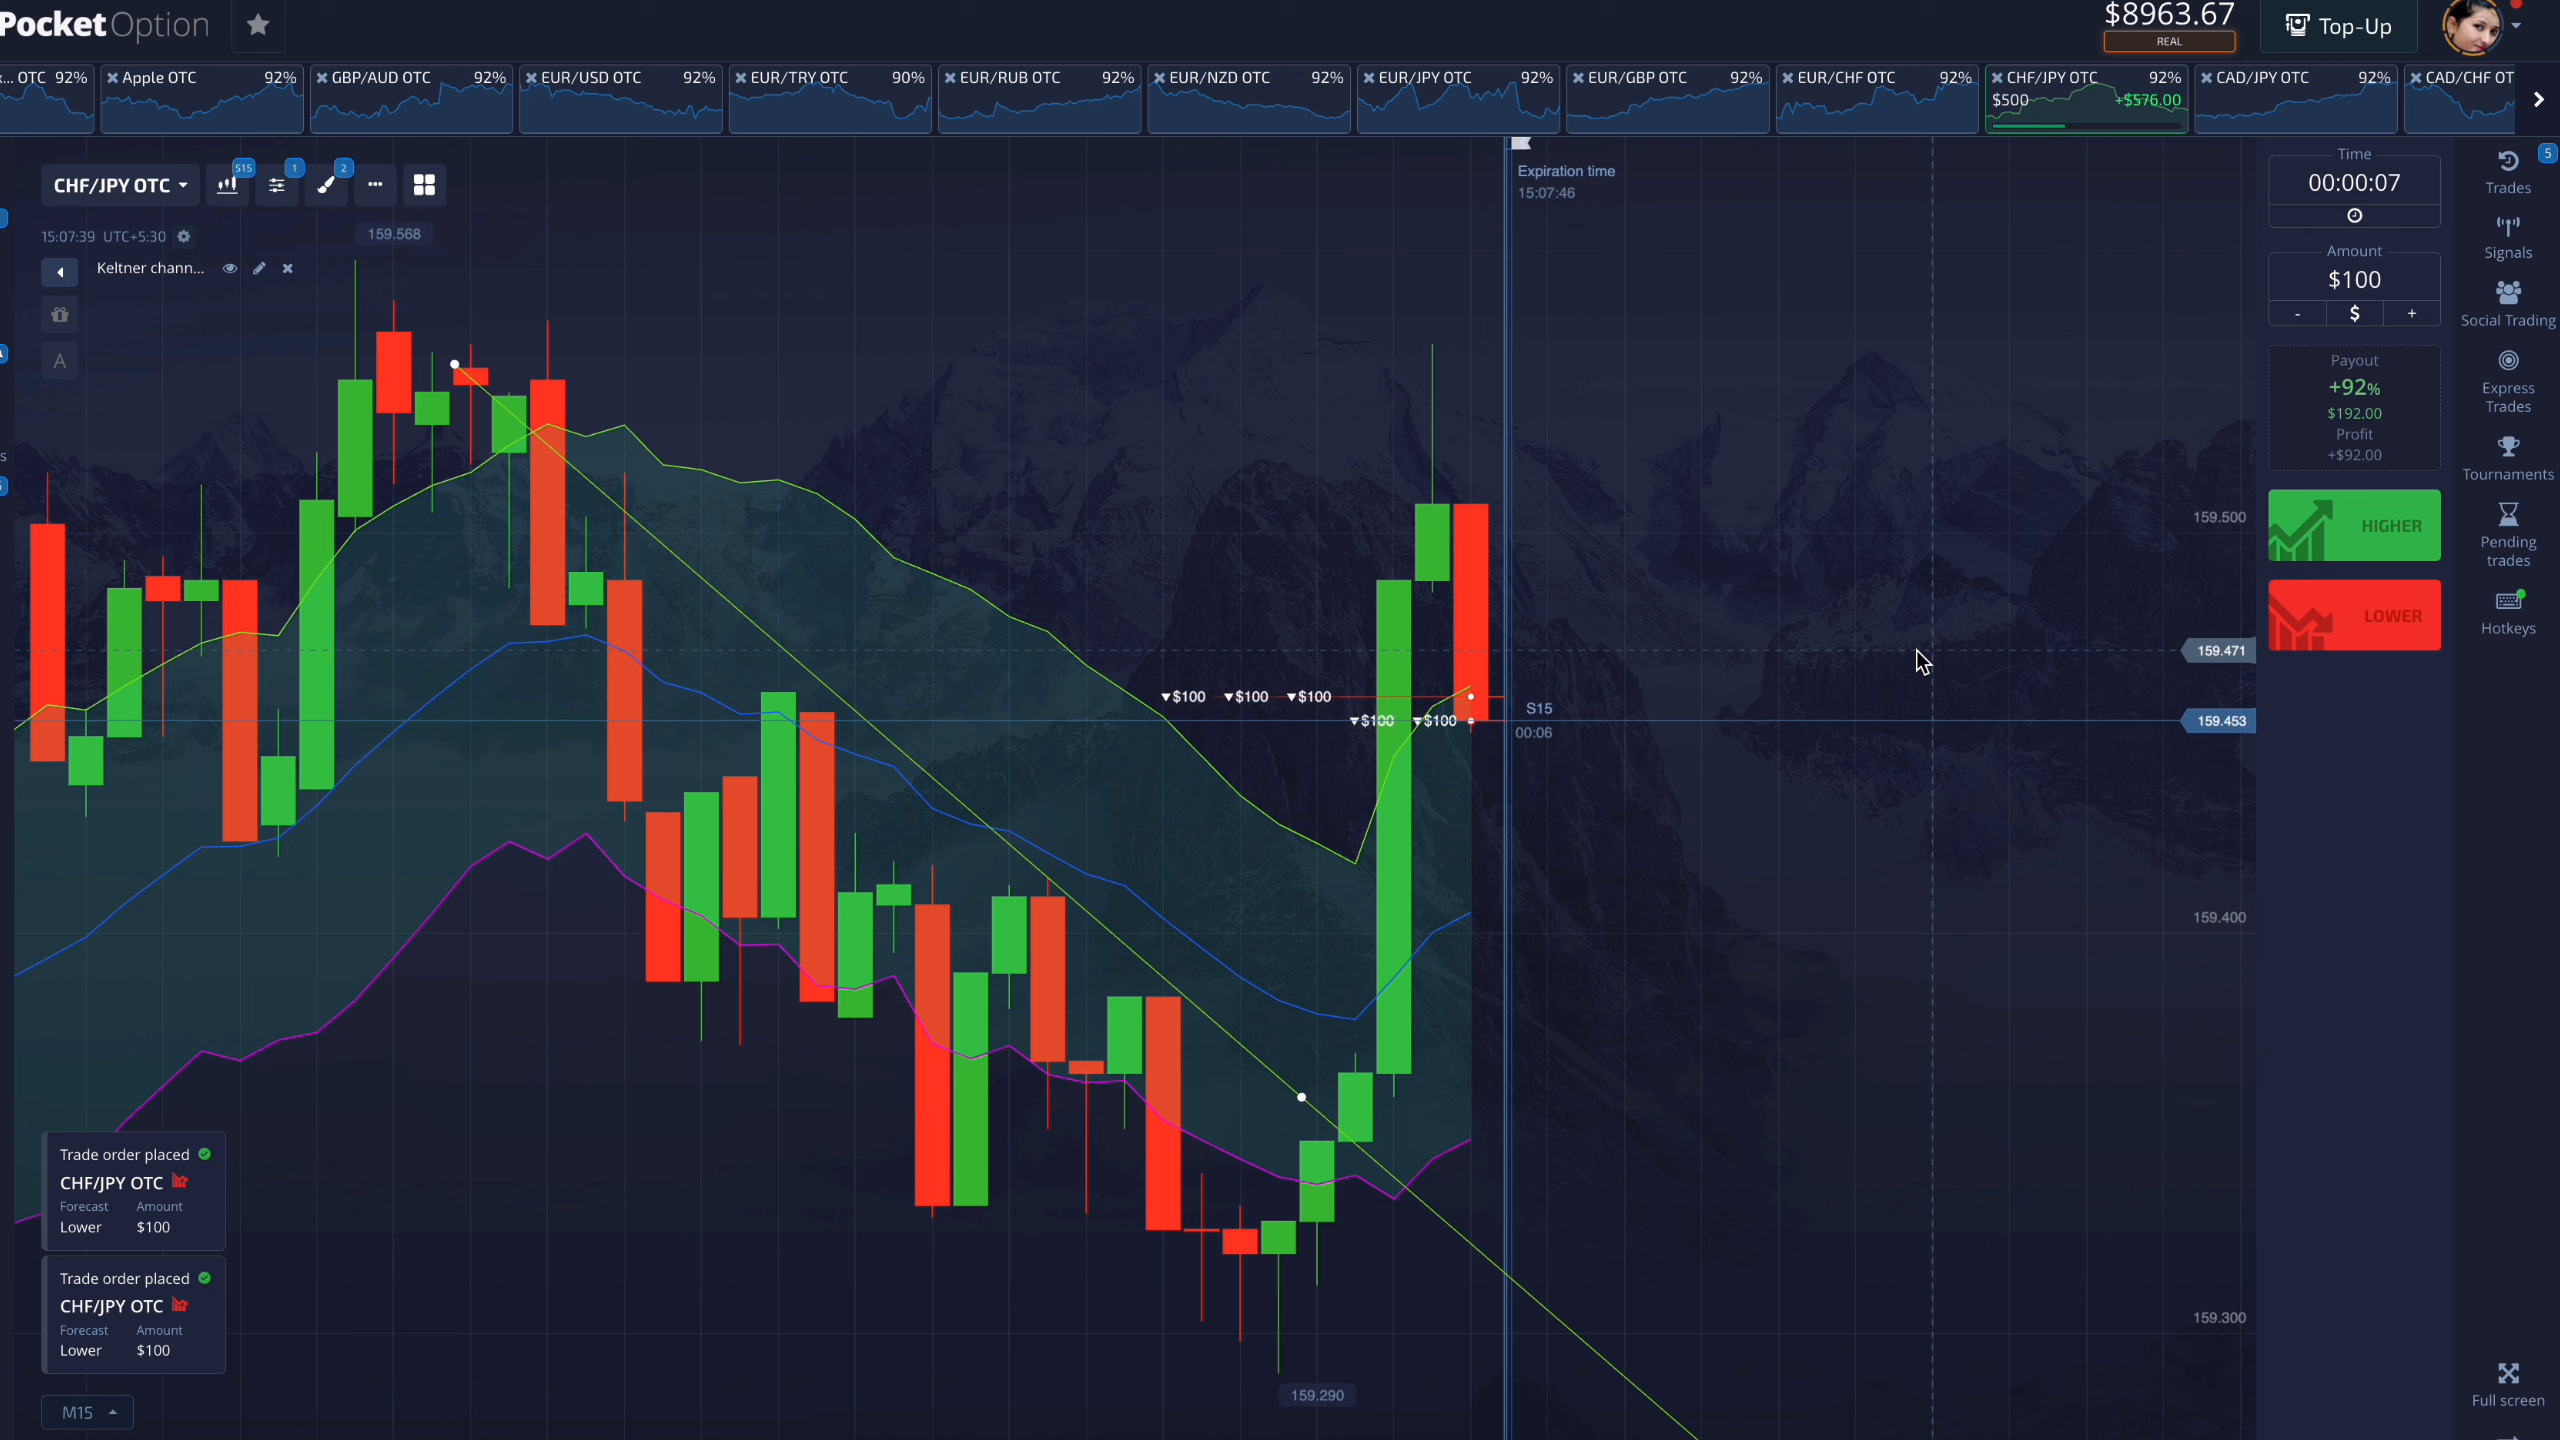 PocketOption
$8963.67
REAL
Top-Up
... OTC 92%
Apple OTC 92%
GBP/AUD OTC 92%
EUR/USD OTC 92%
EUR/TRY OTC 90%
EUR/RUB OTC 92%
EUR/NZD OTC 92%
EUR/JPY OTC 92%
EUR/GBP OTC 92%
EUR/CHF OTC 92%
CHF/JPY OTC 92%
$500 +$576.00
CAD/JPY OTC 92%
CAD/CHF OT
CHF/JPY OTC
S15
1
2
15:07:39 UTC+5:30
159.568
Keltner chann...
A
Expiration time
15:07:46
Time
00:00:07
Amount
$100
- $ +
Payout
+92%
$192.00
Profit
+$92.00
HIGHER
LOWER
5
Trades
Signals
Social Trading
Express
Trades
Tournaments
Pending
trades
Hotkeys
Full screen
159.500
159.471
159.453
159.400
159.300
$100 $100 $100
$100 $100
S15
00:06
159.290
Trade order placed
CHF/JPY OTC
Forecast Amount
Lower $100
Trade order placed
CHF/JPY OTC
Forecast Amount
Lower $100
M15